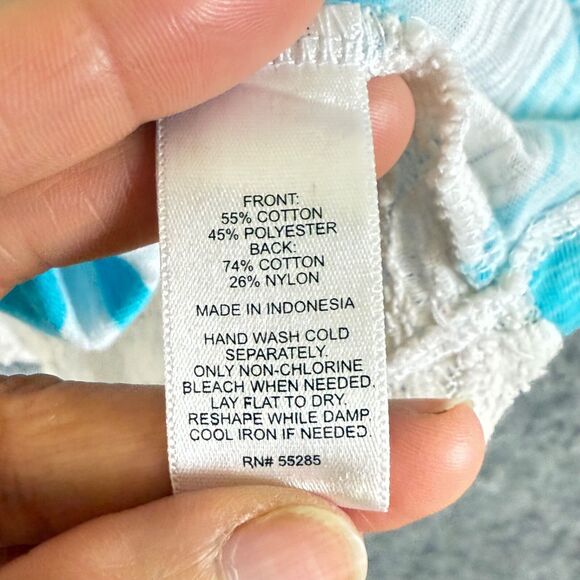 FRONT:
55% COTTON
45% POLYESTER
BACK:
74% COTTON
26% NYLON
MADE IN INDONESIA
HAND WASH COLD
SEPARATELY.
ONLY NON-CHLORINE
BLEACH WHEN NEEDED.
LAY FLAT TO DRY.
RESHAPE WHILE DAMP.
COOL IRON IF NEEDED.
RN# 55285